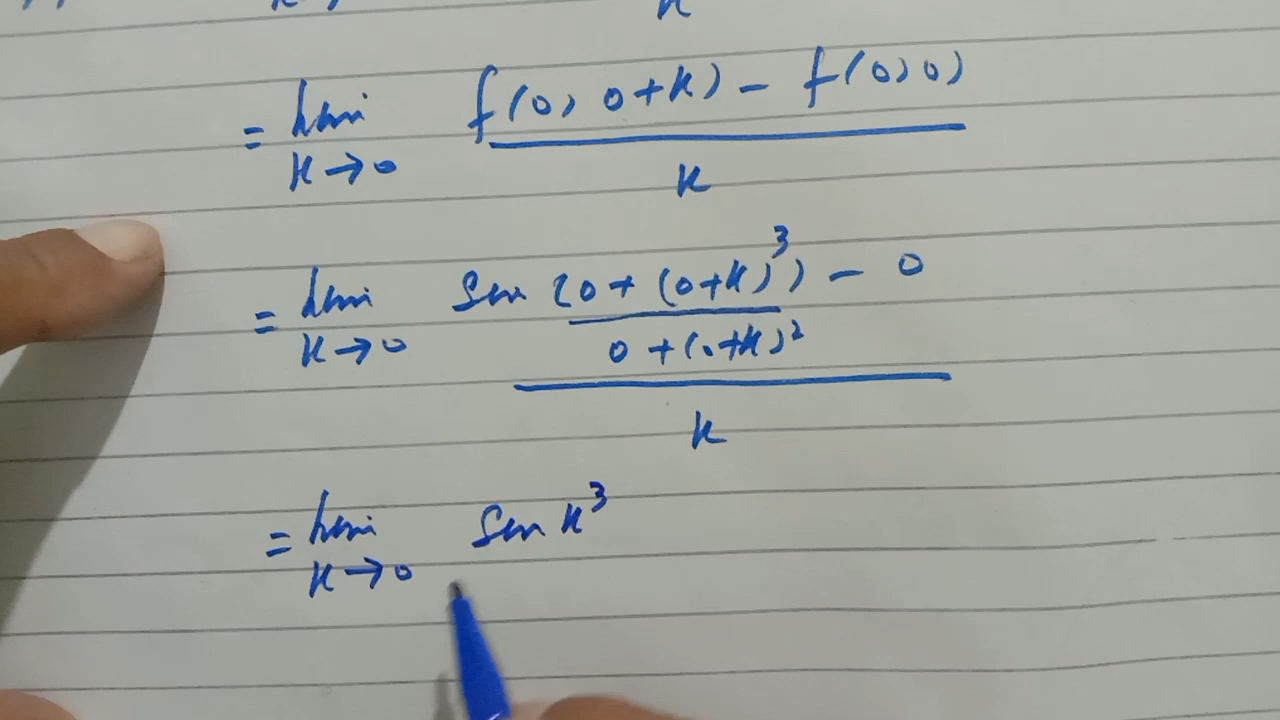 = lim f(0, 0+k) - f(0,0)
k→0 k
= lim Sin (0 + (0+k)³) - 0
k→0 0 + (0+k)²
k
= lim Sin k³
k→0